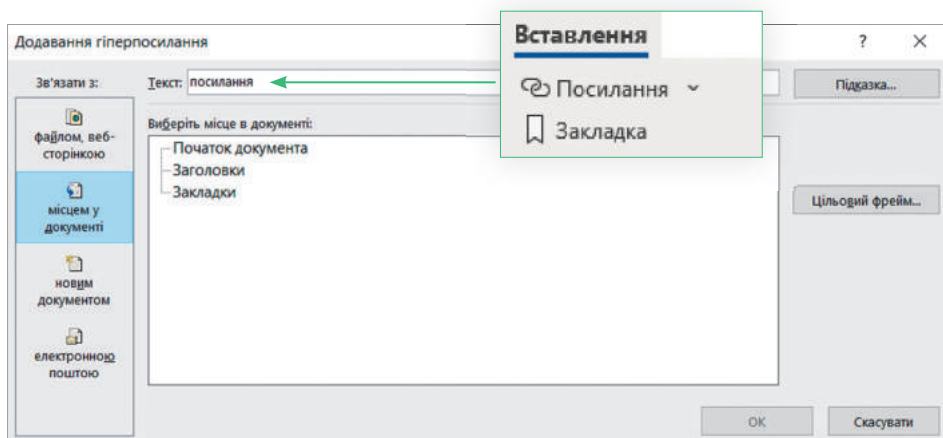 Додавання гіперпосилання
? ×
Вставлення
Посилання
Закладка
Зв'язати з:
Текст: посилання
Підказка...
файлом, веб-
сторінкою
місцем у
документі
новим
документом
електронною
поштою
Виберіть місце в документі:
Початок документа
Заголовки
Закладки
Цільовий фрейм...
ОК
Скасувати